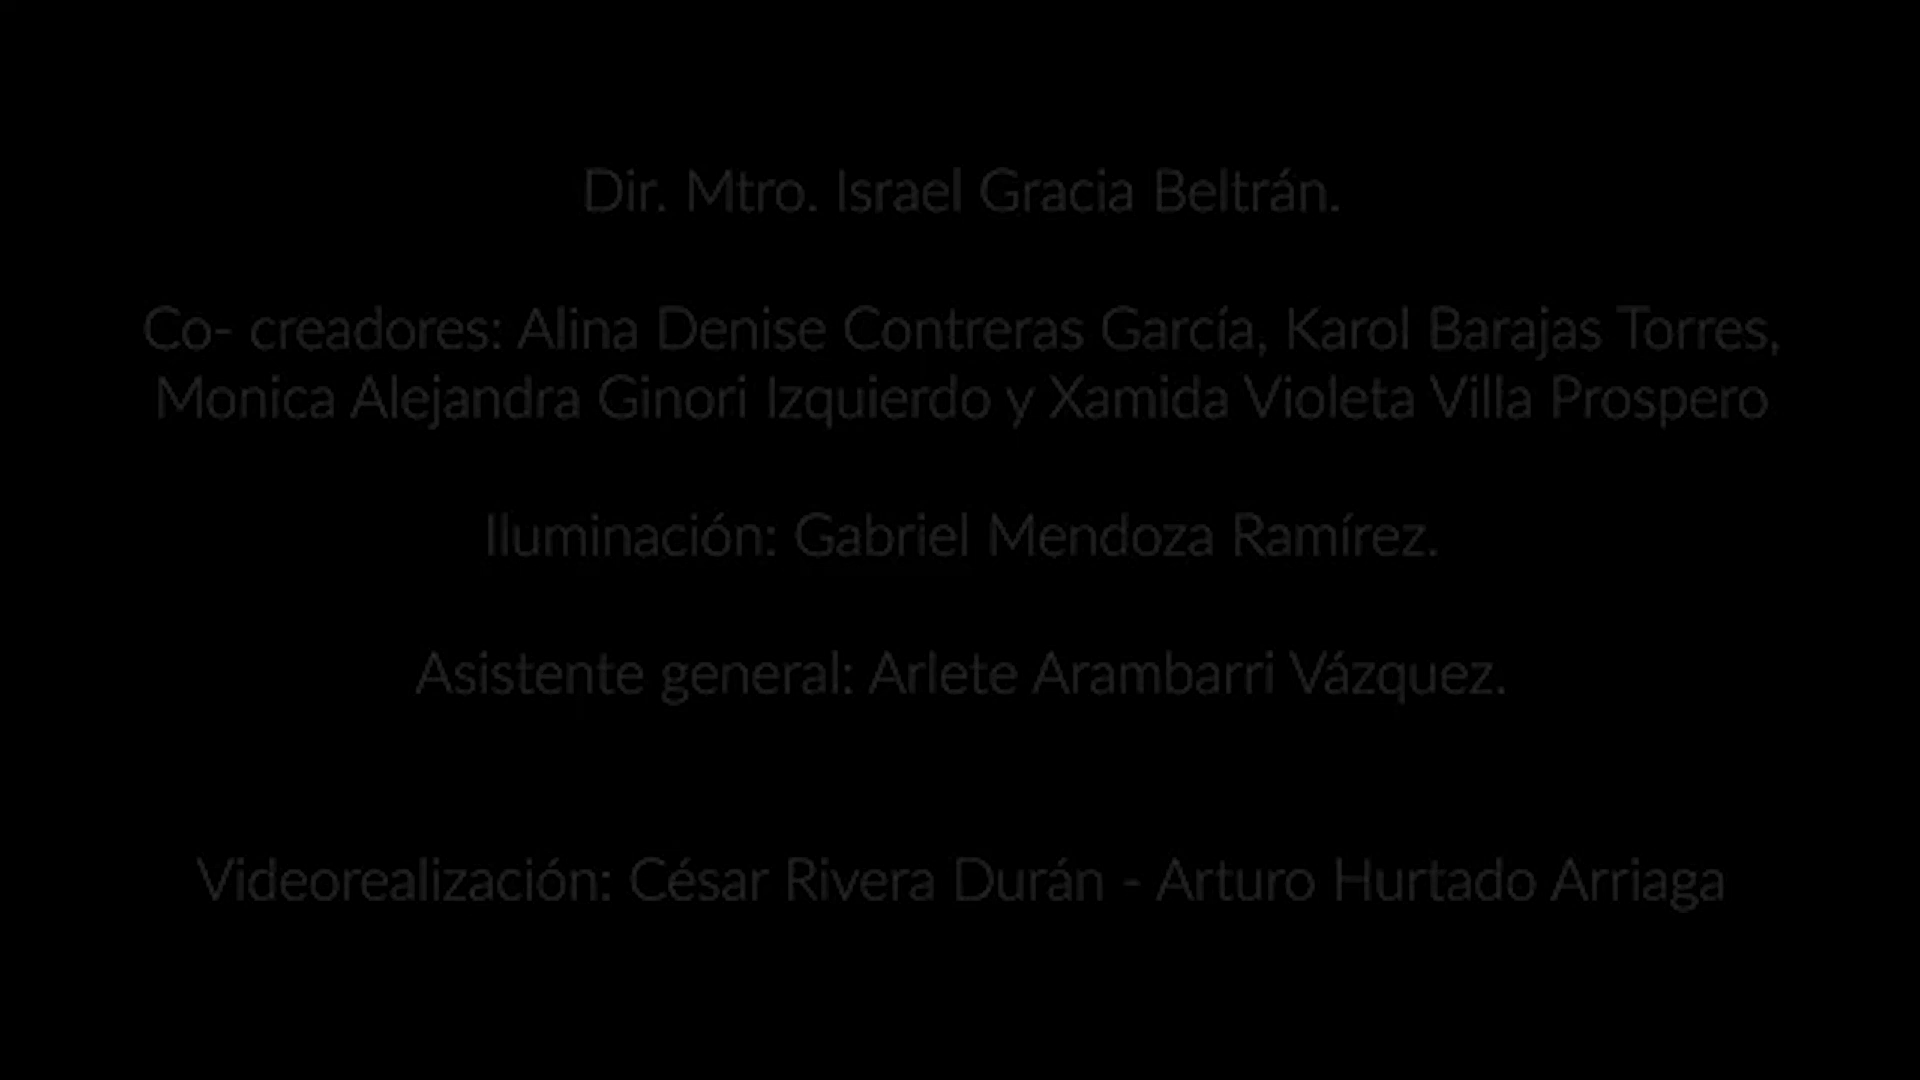 Dir. Mtro. Israel Gracia Beltrán.
Co- creadores: Alina Denise Contreras García, Karol Barajas Torres,
Monica Alejandra Ginori Izquierdo y Xamida Violeta Villa Prospero
Iluminación: Gabriel Mendoza Ramírez.
Asistente general: Arlete Arambarri Vázquez.
Videorealización: César Rivera Durán - Arturo Hurtado Arriaga